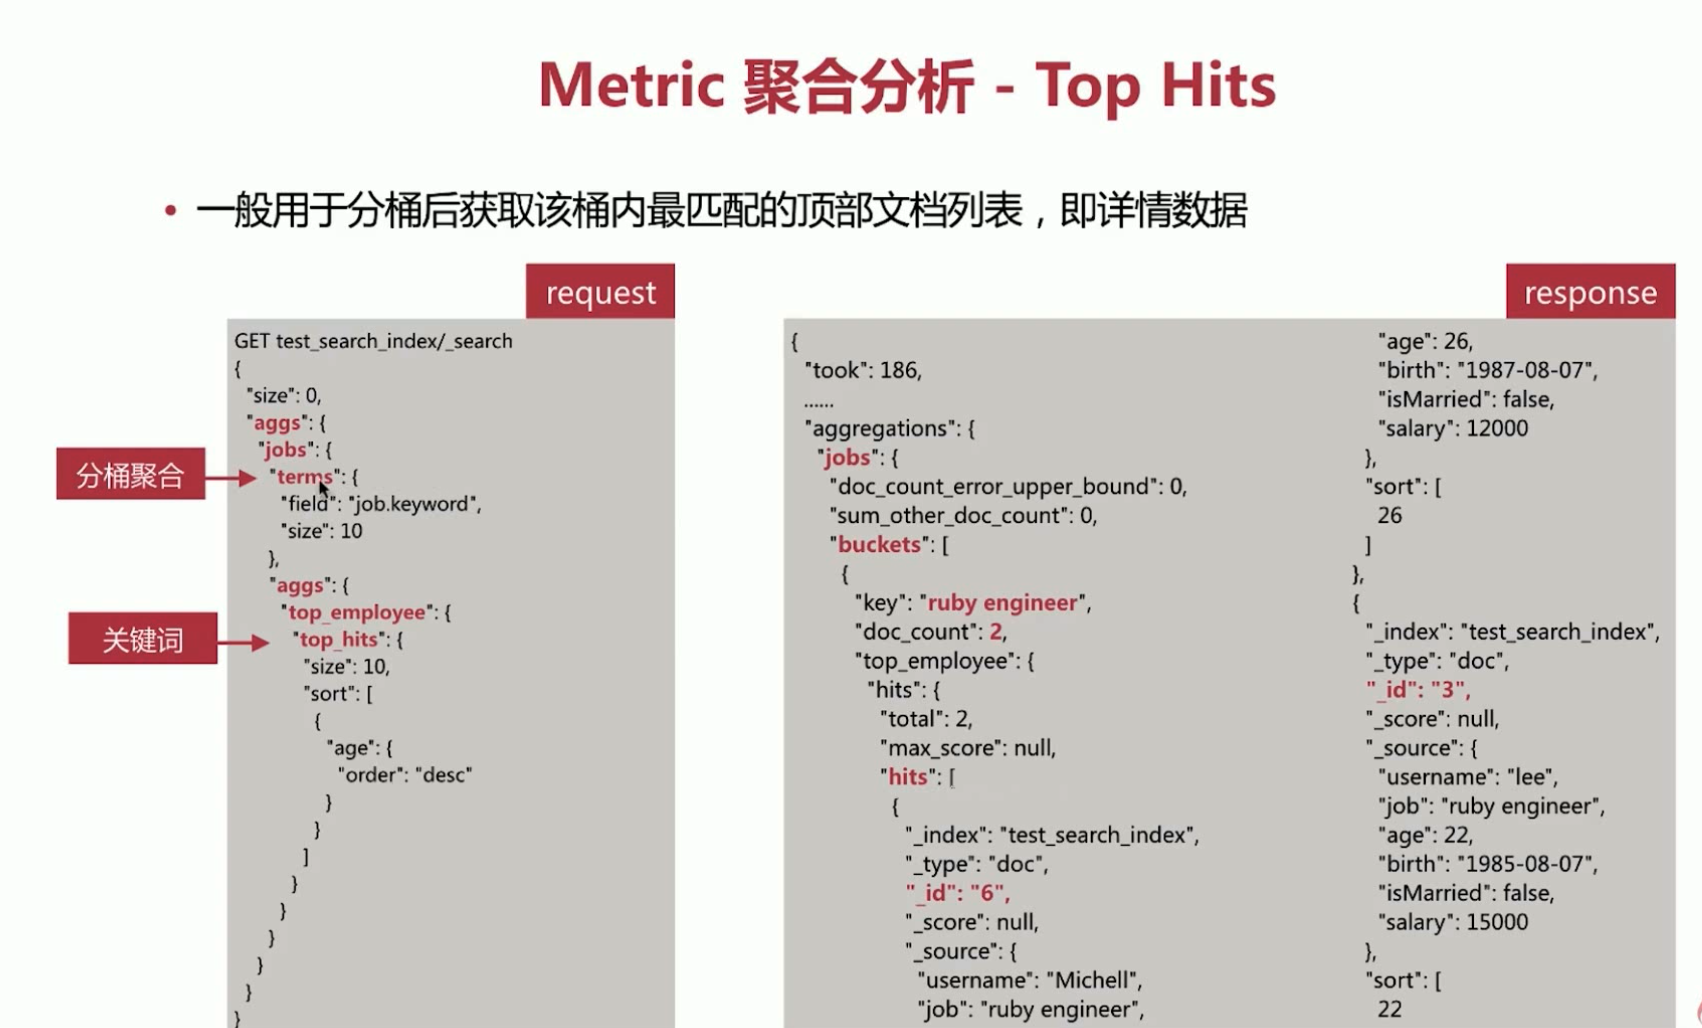 Metric 聚合分析 - Top Hits
• 一般用于分桶后获取该桶内最匹配的顶部文档列表，即详情数据
request
分桶聚合
关键词
GET test_search_index/_search
{
"size": 0,
"aggs": {
"jobs": {
"terms": {
"field": "job.keyword",
"size": 10
},
"aggs": {
"top_employee": {
"top_hits": {
"size": 10,
"sort": [
{
"age": {
"order": "desc"
}
}
]
}
}
}
}
}
}
response
{
"took": 186,
......
"aggregations": {
"jobs": {
"doc_count_error_upper_bound": 0,
"sum_other_doc_count": 0,
"buckets": [
{
"key": "ruby engineer",
"doc_count": 2,
"top_employee": {
"hits": {
"total": 2,
"max_score": null,
"hits": [
{
"_index": "test_search_index",
"_type": "doc",
"_id": "6",
"_score": null,
"_source": {
"username": "Michell",
"job": "ruby engineer",
"age": 26,
"birth": "1987-08-07",
"isMarried": false,
"salary": 12000
},
"sort": [
26
]
},
{
"_index": "test_search_index",
"_type": "doc",
"_id": "3",
"_score": null,
"_source": {
"username": "lee",
"job": "ruby engineer",
"age": 22,
"birth": "1985-08-07",
"isMarried": false,
"salary": 15000
},
"sort": [
22